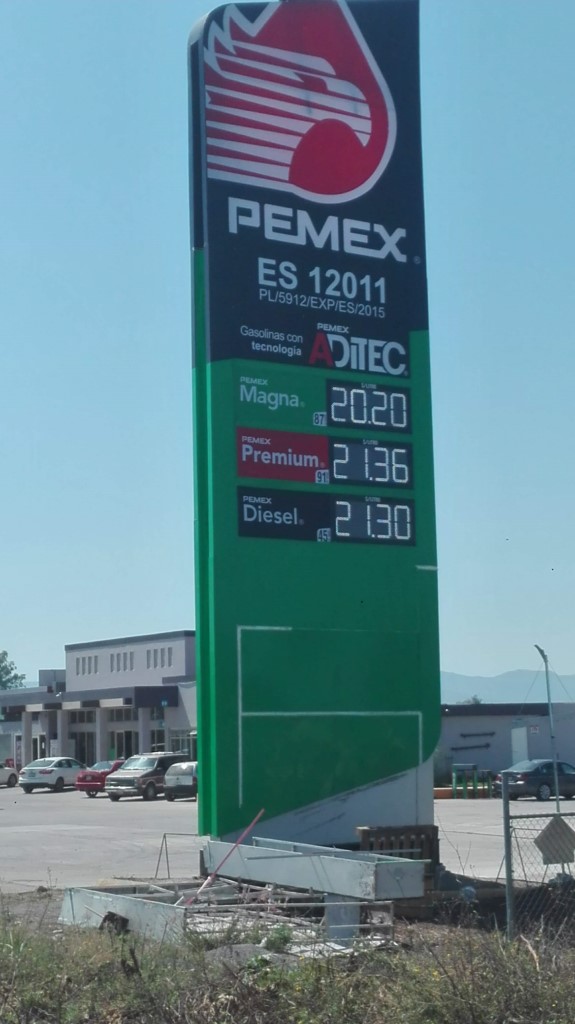 PEMEX®
ES 12011
PL/5912/EXP/ES/2015
Gasolinas con
tecnología
PEMEX
ADITEC®
PEMEX
Magna®
87
20.20
PEMEX
Premium®
91
21.36
PEMEX
Diesel®
45
21.30